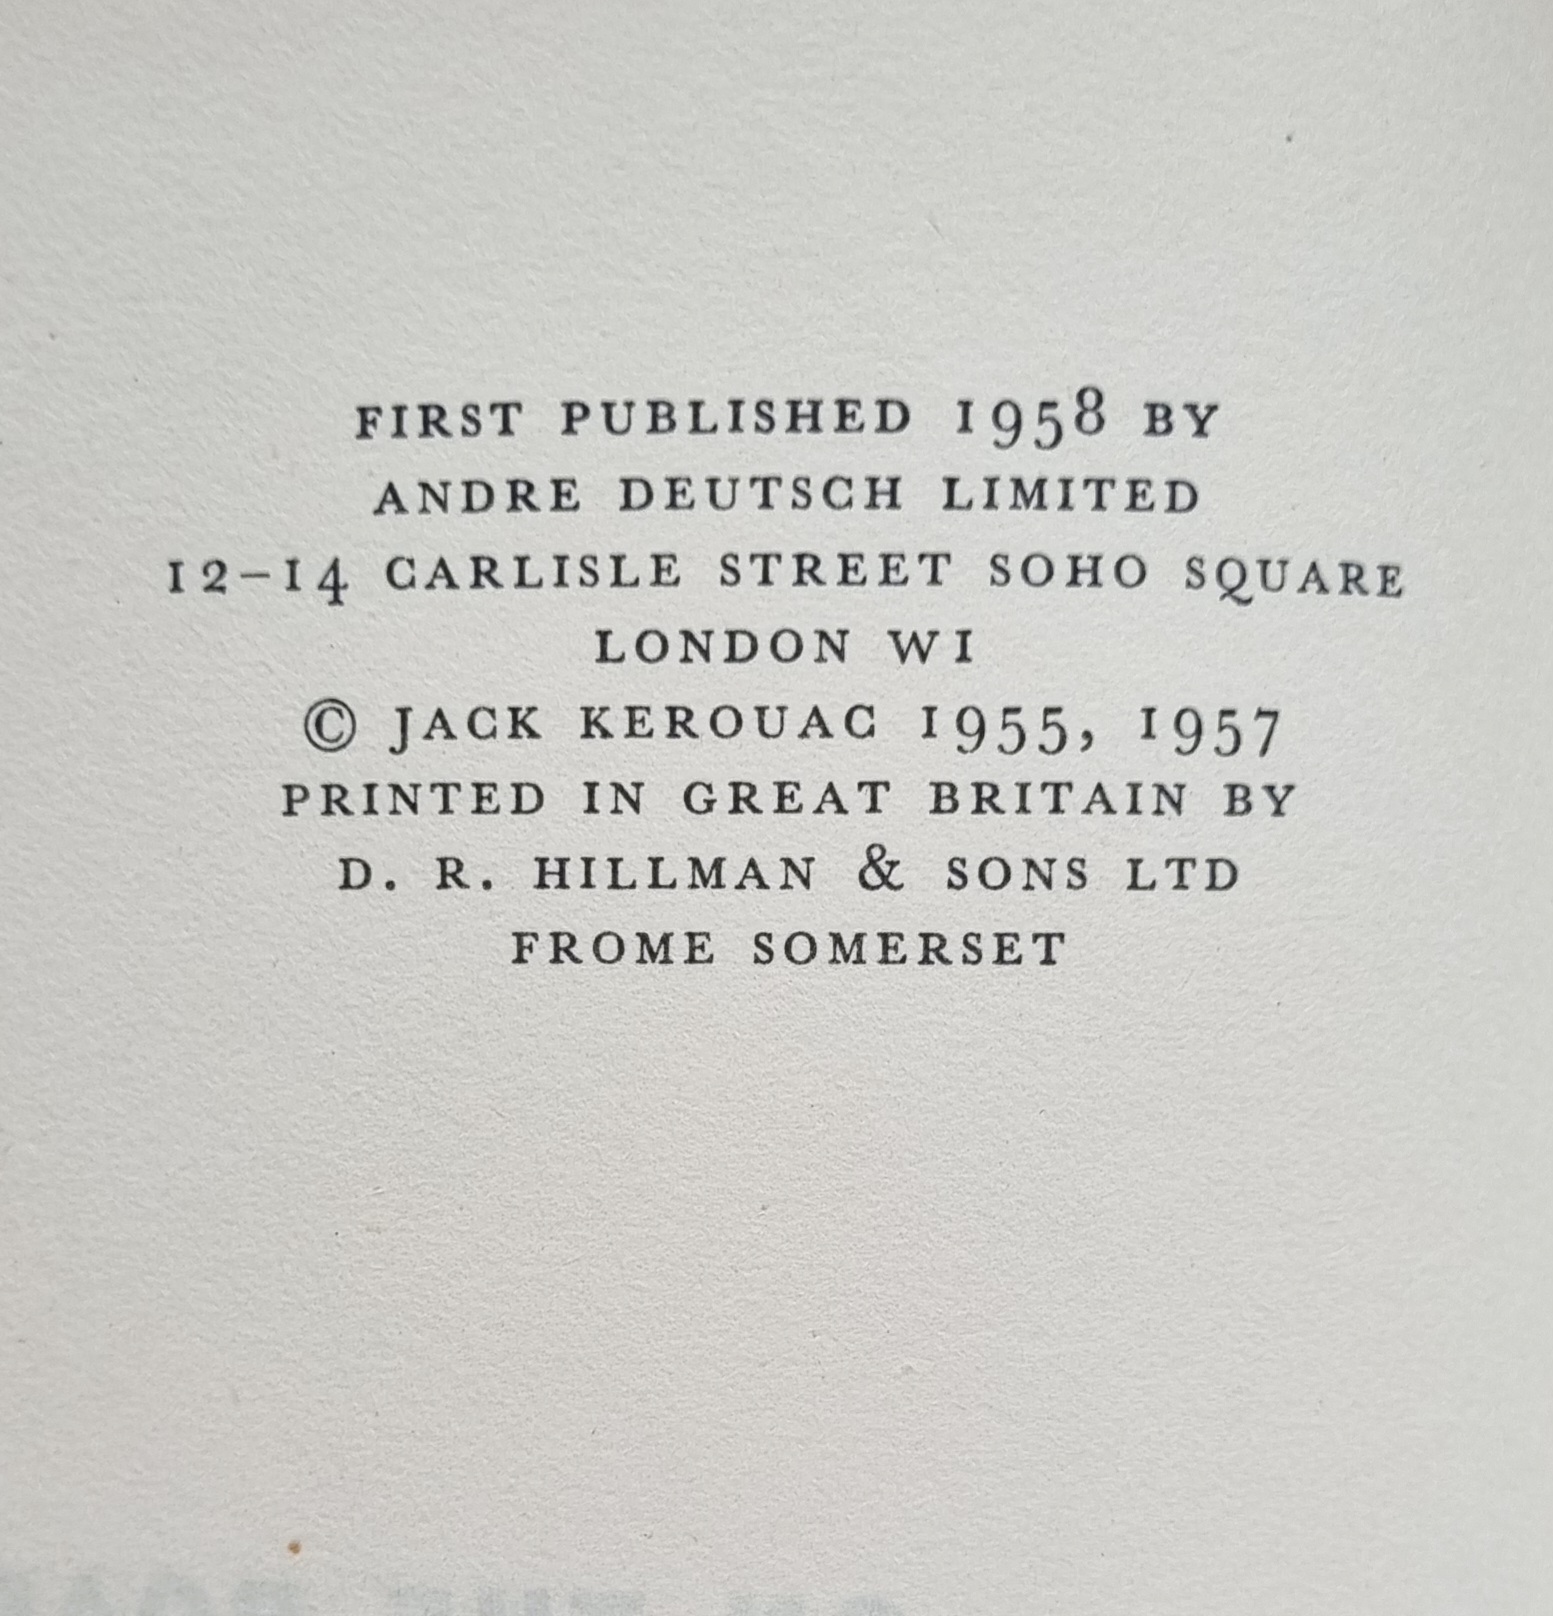 FIRST PUBLISHED 1958 BY
ANDRE DEUTSCH LIMITED
12–14 CARLISLE STREET SOHO SQUARE
LONDON WI
© JACK KEROUAC 1955, 1957
PRINTED IN GREAT BRITAIN BY
D. R. HILLMAN & SONS LTD
FROME SOMERSET